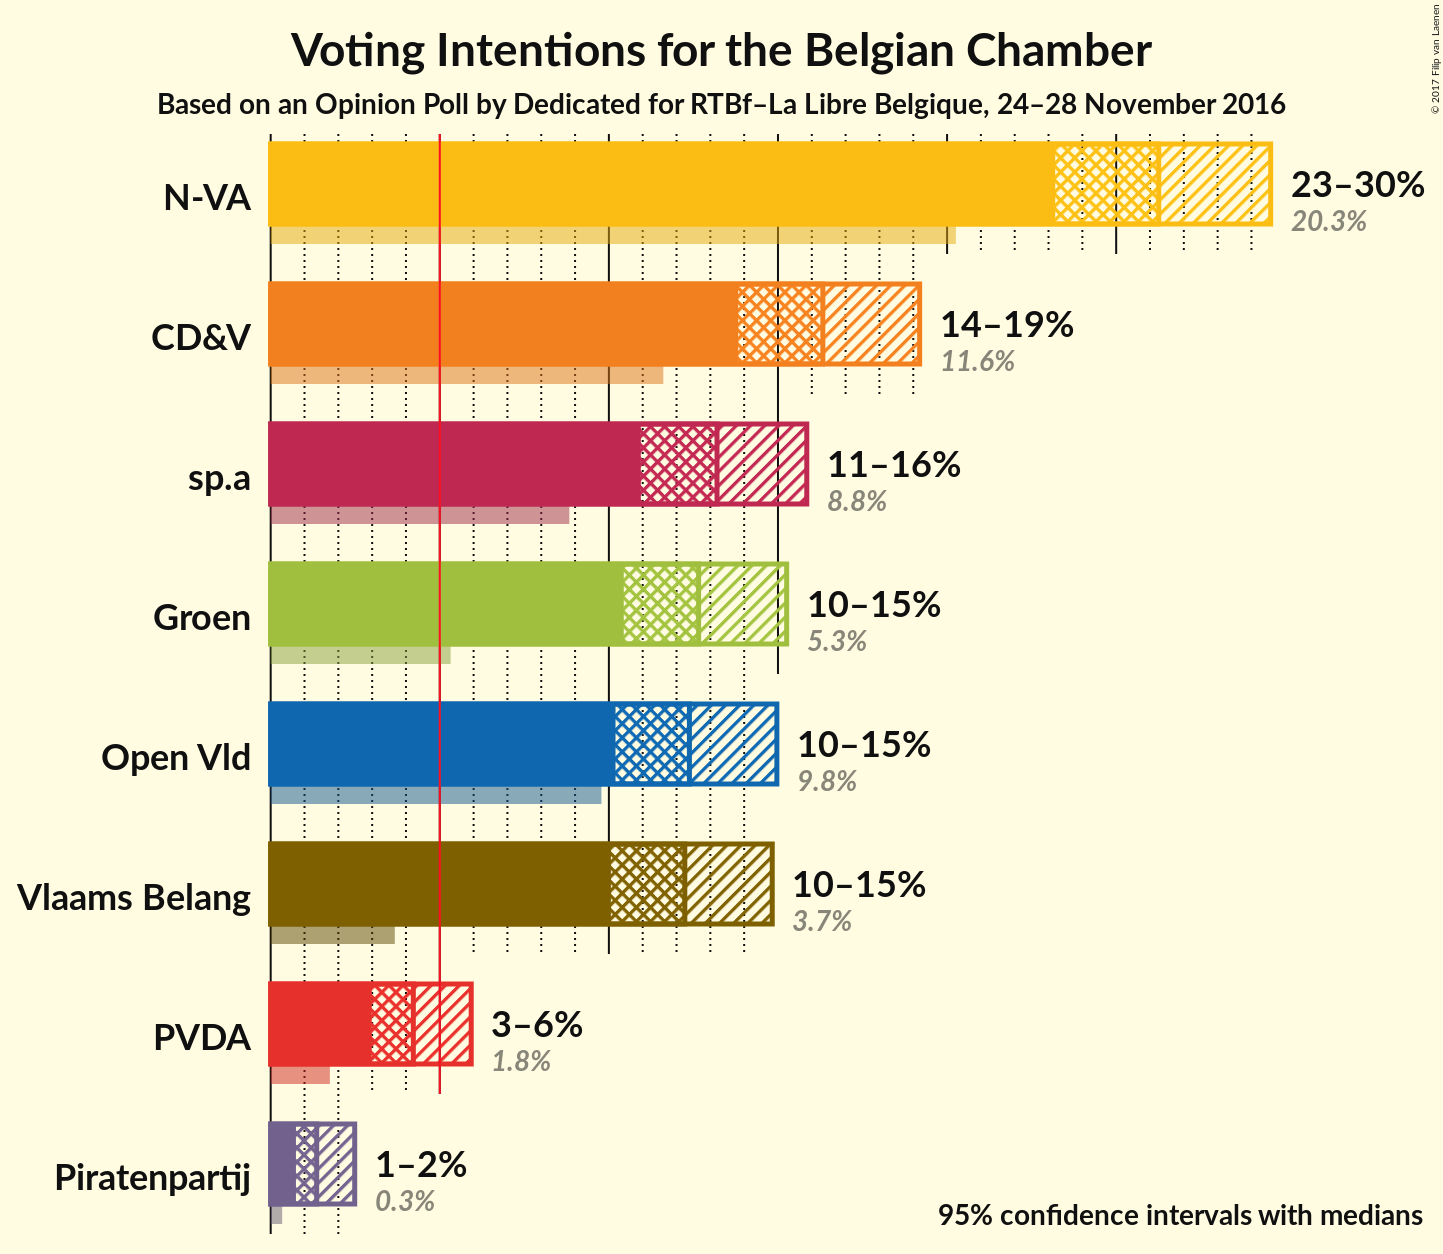 Voting Intentions for the Belgian Chamber
Based on an Opinion Poll by Dedicated for RTBf–La Libre Belgique, 24–28 November 2016
© 2017 Filip van Laenen
N-VA
23–30%
20.3%
CD&V
14–19%
11.6%
sp.a
11–16%
8.8%
Groen
10–15%
5.3%
Open Vld
10–15%
9.8%
Vlaams Belang
10–15%
3.7%
PVDA
3–6%
1.8%
Piratenpartij
1–2%
0.3%
95% confidence intervals with medians